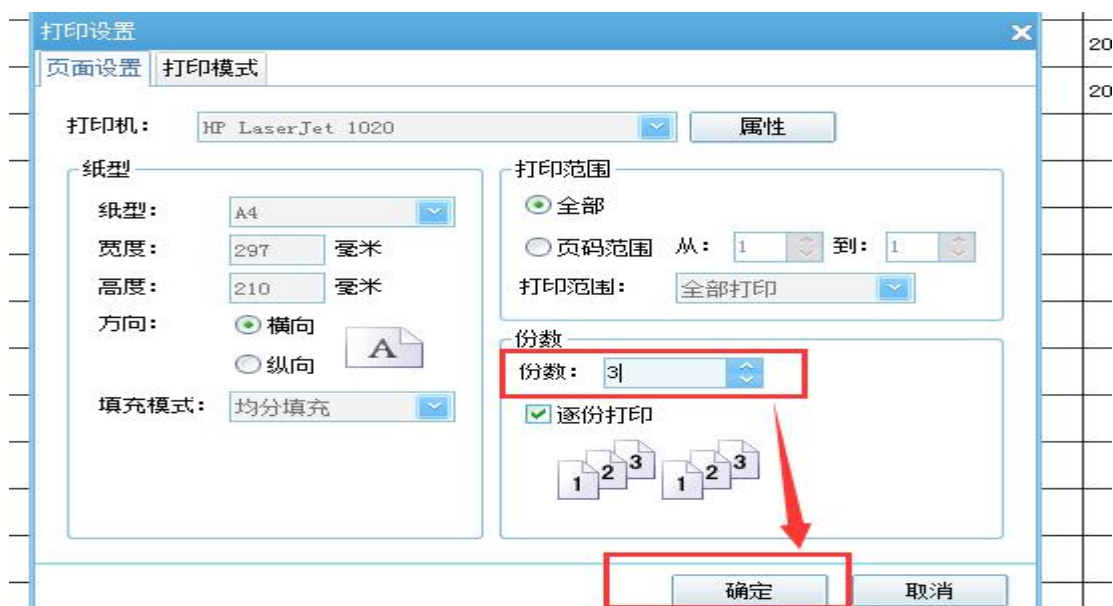 打印设置
20
页面设置 打印模式
20
打印机： HP LaserJet 1020 属性
纸型
纸型： A4
宽度： 297 毫米
高度： 210 毫米
方向： 横向
纵向
A
填充模式： 均分填充
打印范围
全部
页码范围 从： 1 到： 1
打印范围： 全部打印
份数
份数： 3
逐份打印
1 2 3 1 2 3
确定 取消